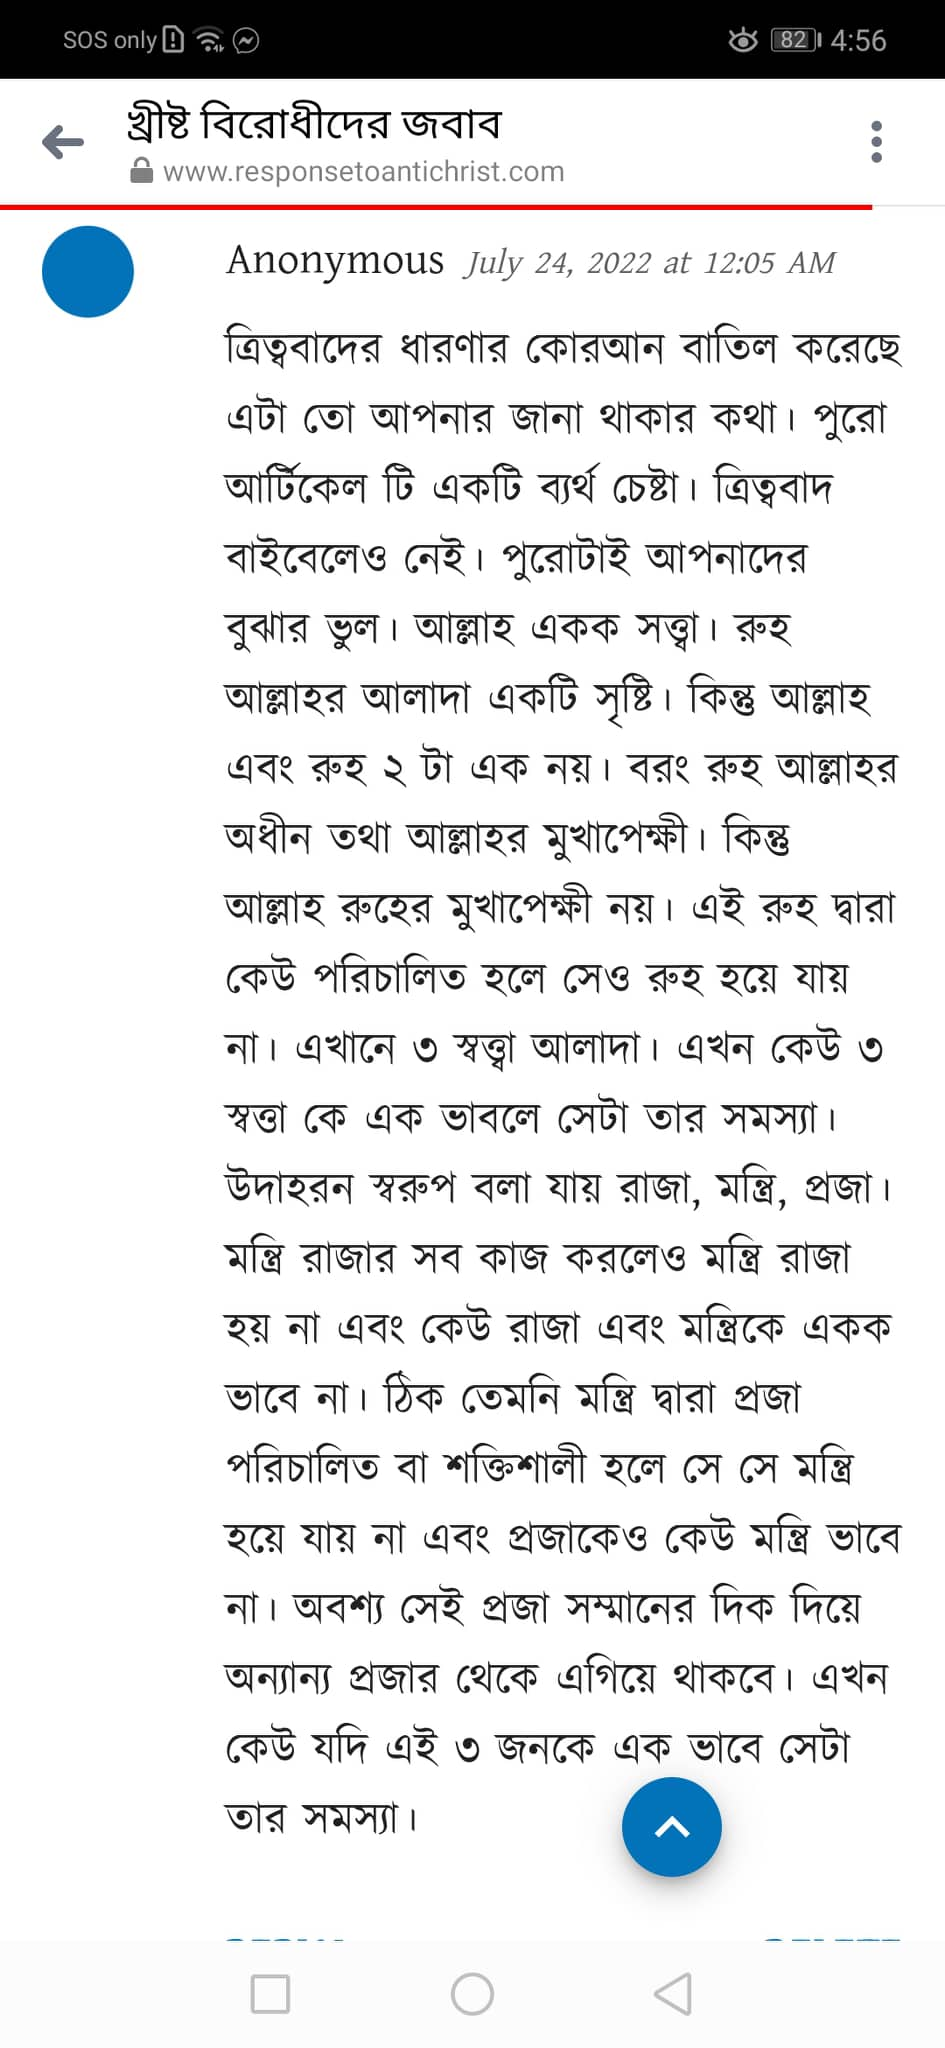 SOS only
82 4:56
খ্রীষ্ট বিরোধীদের জবাব
www.responsetoantichrist.com
Anonymous July 24, 2022 at 12:05 AM
ত্রিত্ববাদের ধারণার কোরআন বাতিল করেছে
এটা তো আপনার জানা থাকার কথা। পুরো
আর্টিকেল টি একটি ব্যর্থ চেষ্টা। ত্রিত্ববাদ
বাইবেলেও নেই। পুরোটাই আপনাদের
বুঝার ভুল। আল্লাহ একক সত্ত্বা। রুহ
আল্লাহর আলাদা একটি সৃষ্টি। কিন্তু আল্লাহ
এবং রুহ ২ টা এক নয়। বরং রুহ আল্লাহর
অধীন তথা আল্লাহর মুখাপেক্ষী। কিন্তু
আল্লাহ রুহের মুখাপেক্ষী নয়। এই রুহ দ্বারা
কেউ পরিচালিত হলে সেও রুহ হয়ে যায়
না। এখানে ৩ স্বত্ত্বা আলাদা। এখন কেউ ৩
স্বত্তা কে এক ভাবলে সেটা তার সমস্যা।
উদাহরন স্বরুপ বলা যায় রাজা, মন্ত্রি, প্রজা।
মন্ত্রি রাজার সব কাজ করলেও মন্ত্রি রাজা
হয় না এবং কেউ রাজা এবং মন্ত্রিকে একক
ভাবে না। ঠিক তেমনি মন্ত্রি দ্বারা প্রজা
পরিচালিত বা শক্তিশালী হলে সে সে মন্ত্রি
হয়ে যায় না এবং প্রজাকেও কেউ মন্ত্রি ভাবে
না। অবশ্য সেই প্রজা সম্মানের দিক দিয়ে
অন্যান্য প্রজার থেকে এগিয়ে থাকবে। এখন
কেউ যদি এই ৩ জনকে এক ভাবে সেটা
তার সমস্যা।